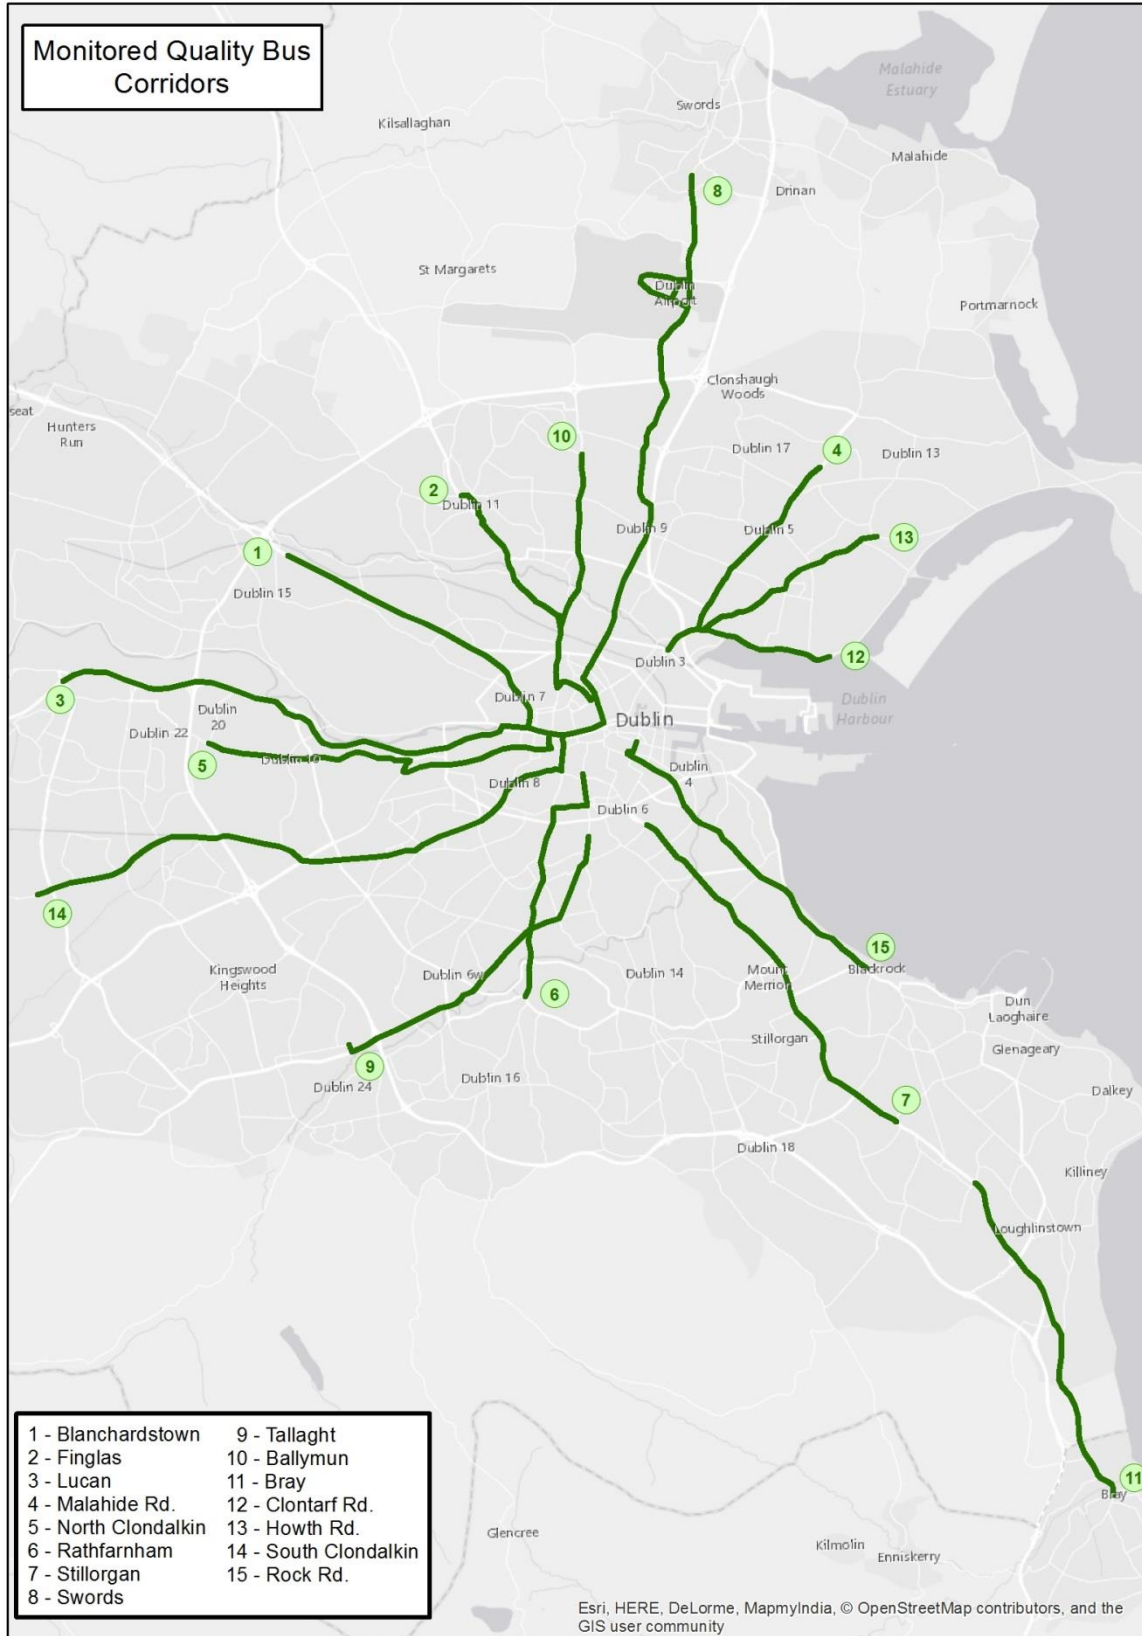 Monitored Quality Bus
Corridors
Malahide
Estuary
Swords
Kilsallaghan
Malahide
8
Drinan
St Margarets
Dublin
Airport
Portmarnock
Clonshaugh
Woods
seat
Hunters
Run
10
4
Dublin 17
Dublin 13
2
Dublin 11
Dublin 9
Dublin 5
13
1
Dublin 15
Dublin 3
12
3
Dublin 7
Dublin
20
Dublin 22
Dublin
Dublin
Harbour
5
Dublin 10
Dublin 8
Dublin
4
Dublin 6
14
15
Kingswood
Heights
Dublin 6w
Dublin 14
Mount
Merrion
Blackrock
6
Dun
Laoghaire
Stillorgan
Glenageary
9
Dublin 24
Dublin 16
7
Dalkey
Dublin 18
Killiney
Loughlinstown
1 - Blanchardstown
2 - Finglas
3 - Lucan
4 - Malahide Rd.
5 - North Clondalkin
6 - Rathfarnham
7 - Stillorgan
8 - Swords
9 - Tallaght
10 - Ballymun
11 - Bray
12 - Clontarf Rd.
13 - Howth Rd.
14 - South Clondalkin
15 - Rock Rd.
11
Bray
Glencree
Kilmolin
Enniskerry
Esri, HERE, DeLorme, MapmyIndia, © OpenStreetMap contributors, and the
GIS user community